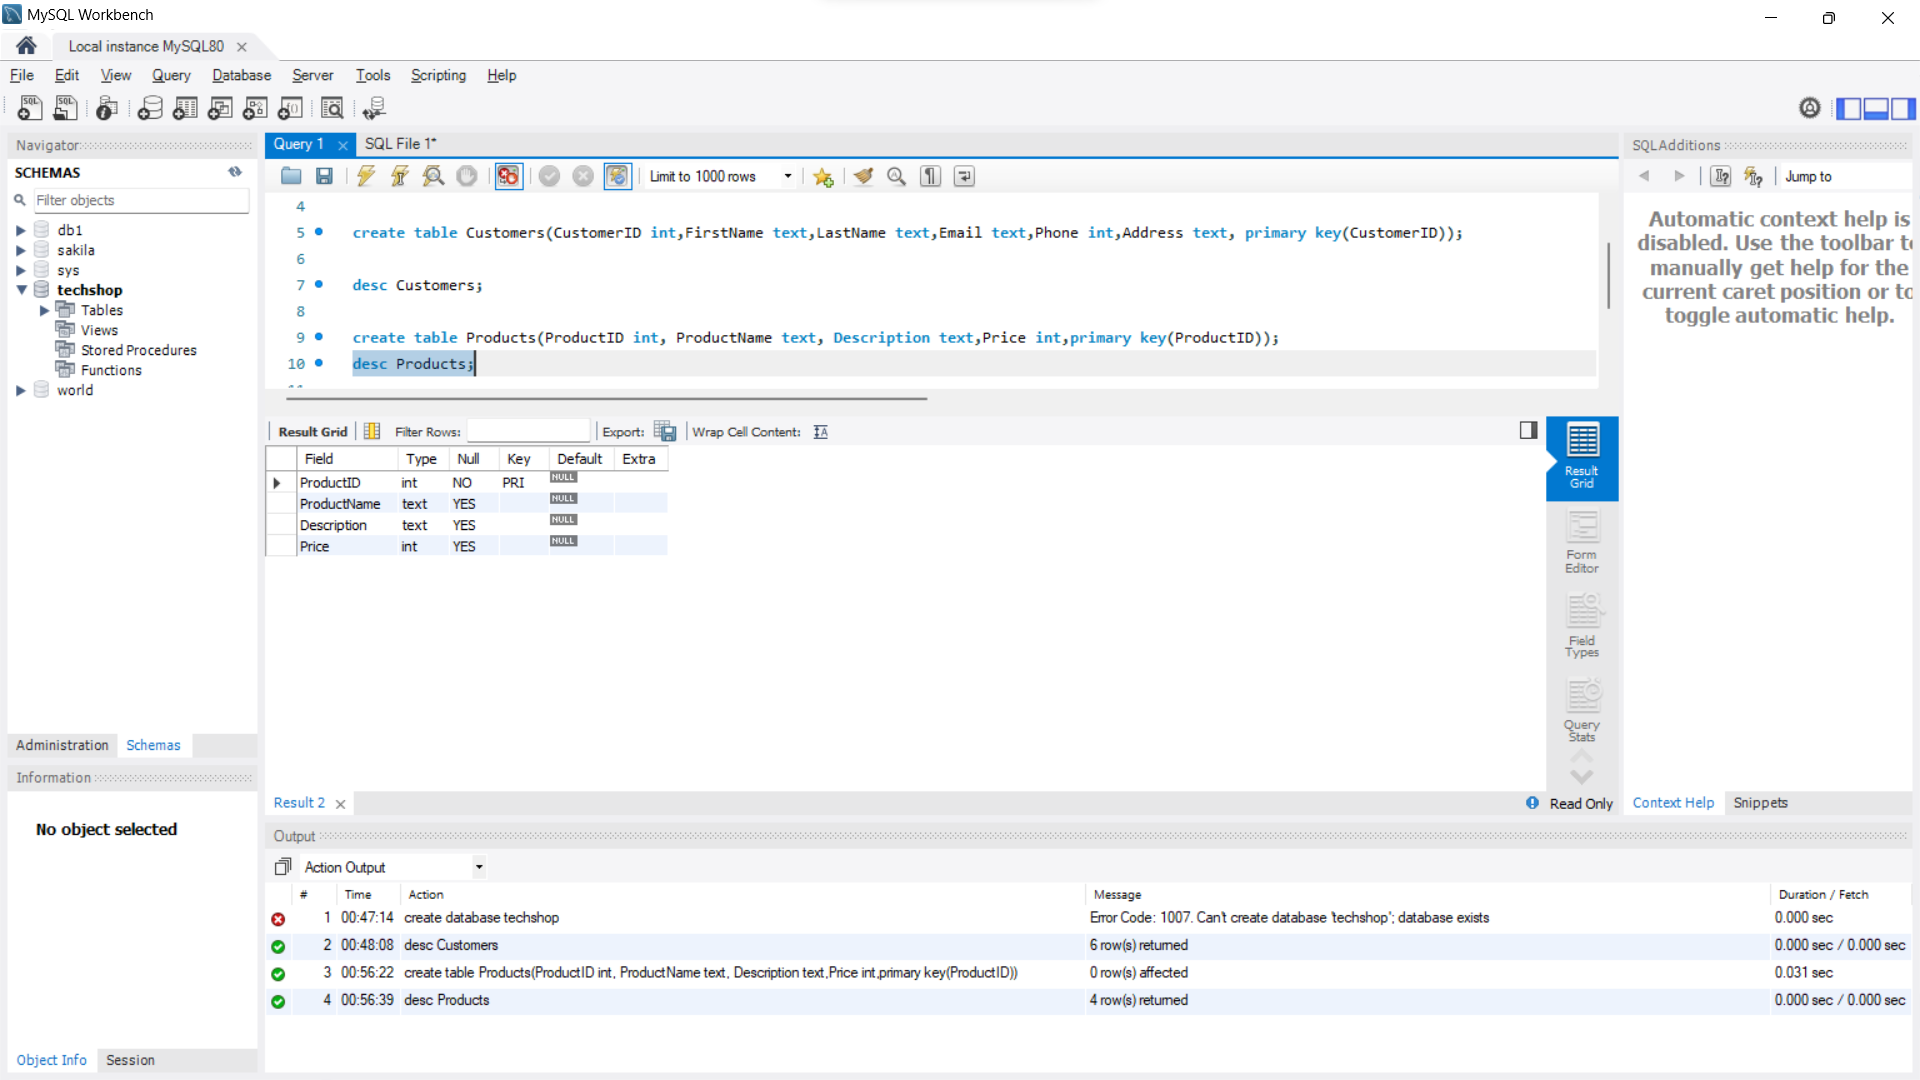 MySQL Workbench
Local instance MySQL80
File Edit View Query Database Server Tools Scripting Help
Navigator
SCHEMAS
Filter objects
db1
sakila
sys
techshop
Tables
Views
Stored Procedures
Functions
world
Administration Schemas
Information
No object selected
Object Info Session
Query 1 SQL File 1*
Limit to 1000 rows
4
5 create table Customers(CustomerID int,FirstName text,LastName text,Email text,Phone int,Address text, primary key(CustomerID));
6
7 desc Customers;
8
9 create table Products(ProductID int, ProductName text, Description text,Price int,primary key(ProductID));
10 desc Products;
Result Grid Filter Rows: Export: Wrap Cell Content:
Field Type Null Key Default Extra
ProductID int NO PRI NULL
ProductName text YES NULL
Description text YES NULL
Price int YES NULL
Result Grid
Form Editor
Field Types
Query Stats
Result 2
Read Only
SQLAdditions
Jump to
Automatic context help is
disabled. Use the toolbar
manually get help for the
current caret position or to
toggle automatic help.
Context Help Snippets
Output
Action Output
# Time Action Message Duration / Fetch
1 00:47:14 create database techshop Error Code: 1007. Can't create database 'techshop'; database exists 0.000 sec
2 00:48:08 desc Customers 6 row(s) returned 0.000 sec / 0.000 sec
3 00:56:22 create table Products(ProductID int, ProductName text, Description text,Price int,primary key(ProductID)) 0 row(s) affected 0.031 sec
4 00:56:39 desc Products 4 row(s) returned 0.000 sec / 0.000 sec